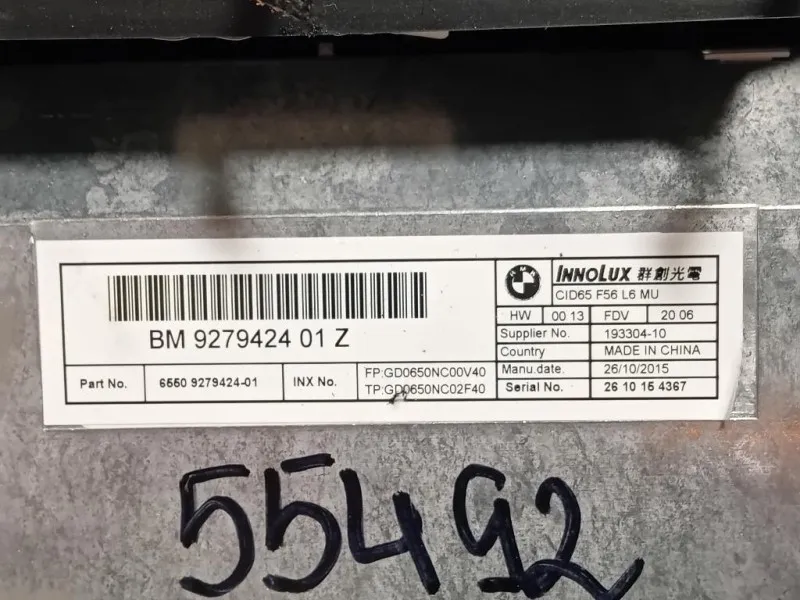 BM 9279424 01 Z
Part No. 6550 9279424-01 INX No. FP:GD0650NC00V40
TP:GD0650NC02F40
BMW
INNOLUX 群創光電
CID65 F56 L6 MU
HW 00 13 FDV 20 06
Supplier No. 193304-10
Country MADE IN CHINA
Manu.date. 26/10/2015
Serial No. 26 10 15 4367
55492